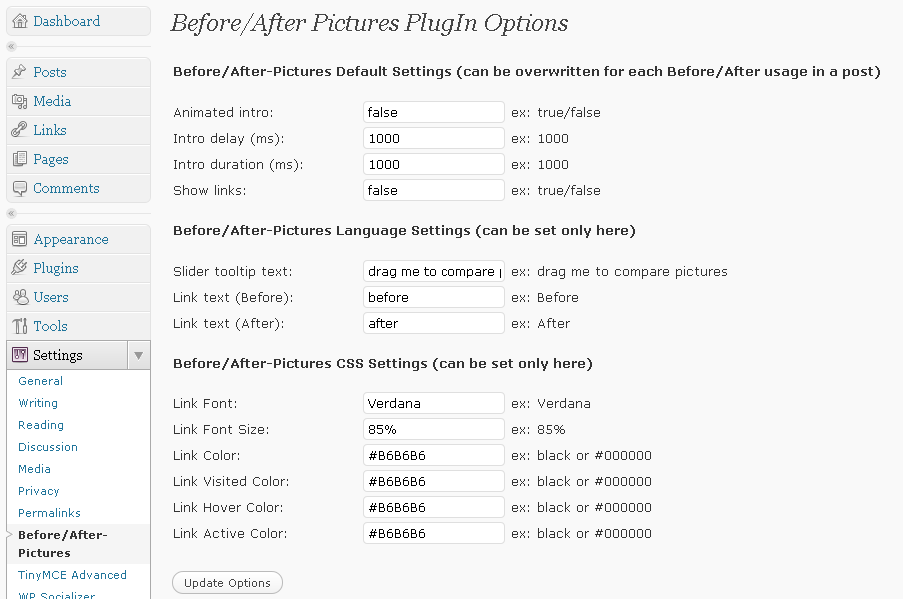 Dashboard
Posts
Media
Links
Pages
Comments
Appearance
Plugins
Users
Tools
Settings
General
Writing
Reading
Discussion
Media
Privacy
Permalinks
Before/After-
Pictures
TinyMCE Advanced
WP Socializer
Before/After Pictures PlugIn Options
Before/After-Pictures Default Settings (can be overwritten for each Before/After usage in a post)
Animated intro: false ex: true/false
Intro delay (ms): 1000 ex: 1000
Intro duration (ms): 1000 ex: 1000
Show links: false ex: true/false
Before/After-Pictures Language Settings (can be set only here)
Slider tooltip text: drag me to compare ex: drag me to compare pictures
Link text (Before): before ex: Before
Link text (After): after ex: After
Before/After-Pictures CSS Settings (can be set only here)
Link Font: Verdana ex: Verdana
Link Font Size: 85% ex: 85%
Link Color: #B6B6B6 ex: black or #000000
Link Visited Color: #B6B6B6 ex: black or #000000
Link Hover Color: #B6B6B6 ex: black or #000000
Link Active Color: #B6B6B6 ex: black or #000000
Update Options